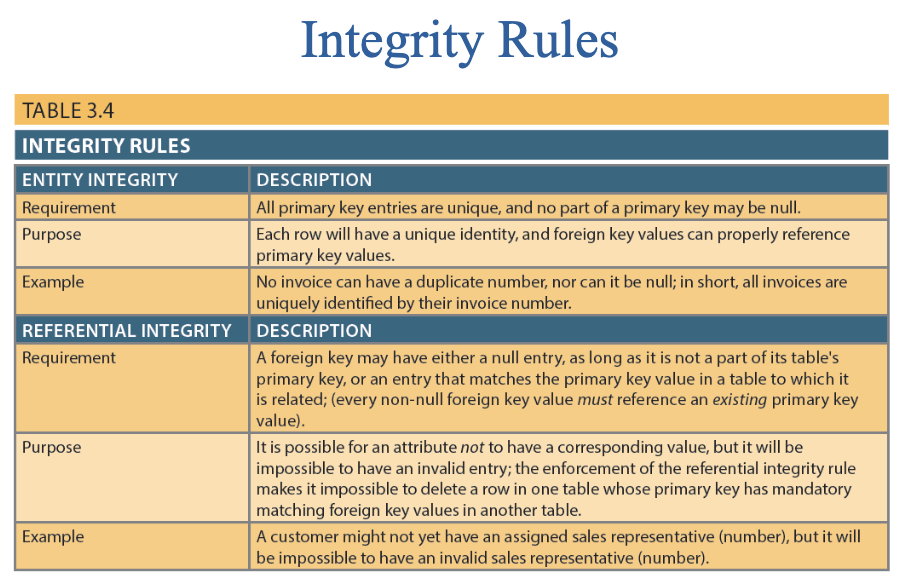 Integrity Rules
TABLE 3.4
INTEGRITY RULES
ENTITY INTEGRITY DESCRIPTION
Requirement All primary key entries are unique, and no part of a primary key may be null.
Purpose Each row will have a unique identity, and foreign key values can properly reference
primary key values.
Example No invoice can have a duplicate number, nor can it be null; in short, all invoices are
uniquely identified by their invoice number.
REFERENTIAL INTEGRITY DESCRIPTION
Requirement A foreign key may have either a null entry, as long as it is not a part of its table's
primary key, or an entry that matches the primary key value in a table to which it
is related; (every non-null foreign key value must reference an existing primary key
value).
Purpose It is possible for an attribute not to have a corresponding value, but it will be
impossible to have an invalid entry; the enforcement of the referential integrity rule
makes it impossible to delete a row in one table whose primary key has mandatory
matching foreign key values in another table.
Example A customer might not yet have an assigned sales representative (number), but it will
be impossible to have an invalid sales representative (number).